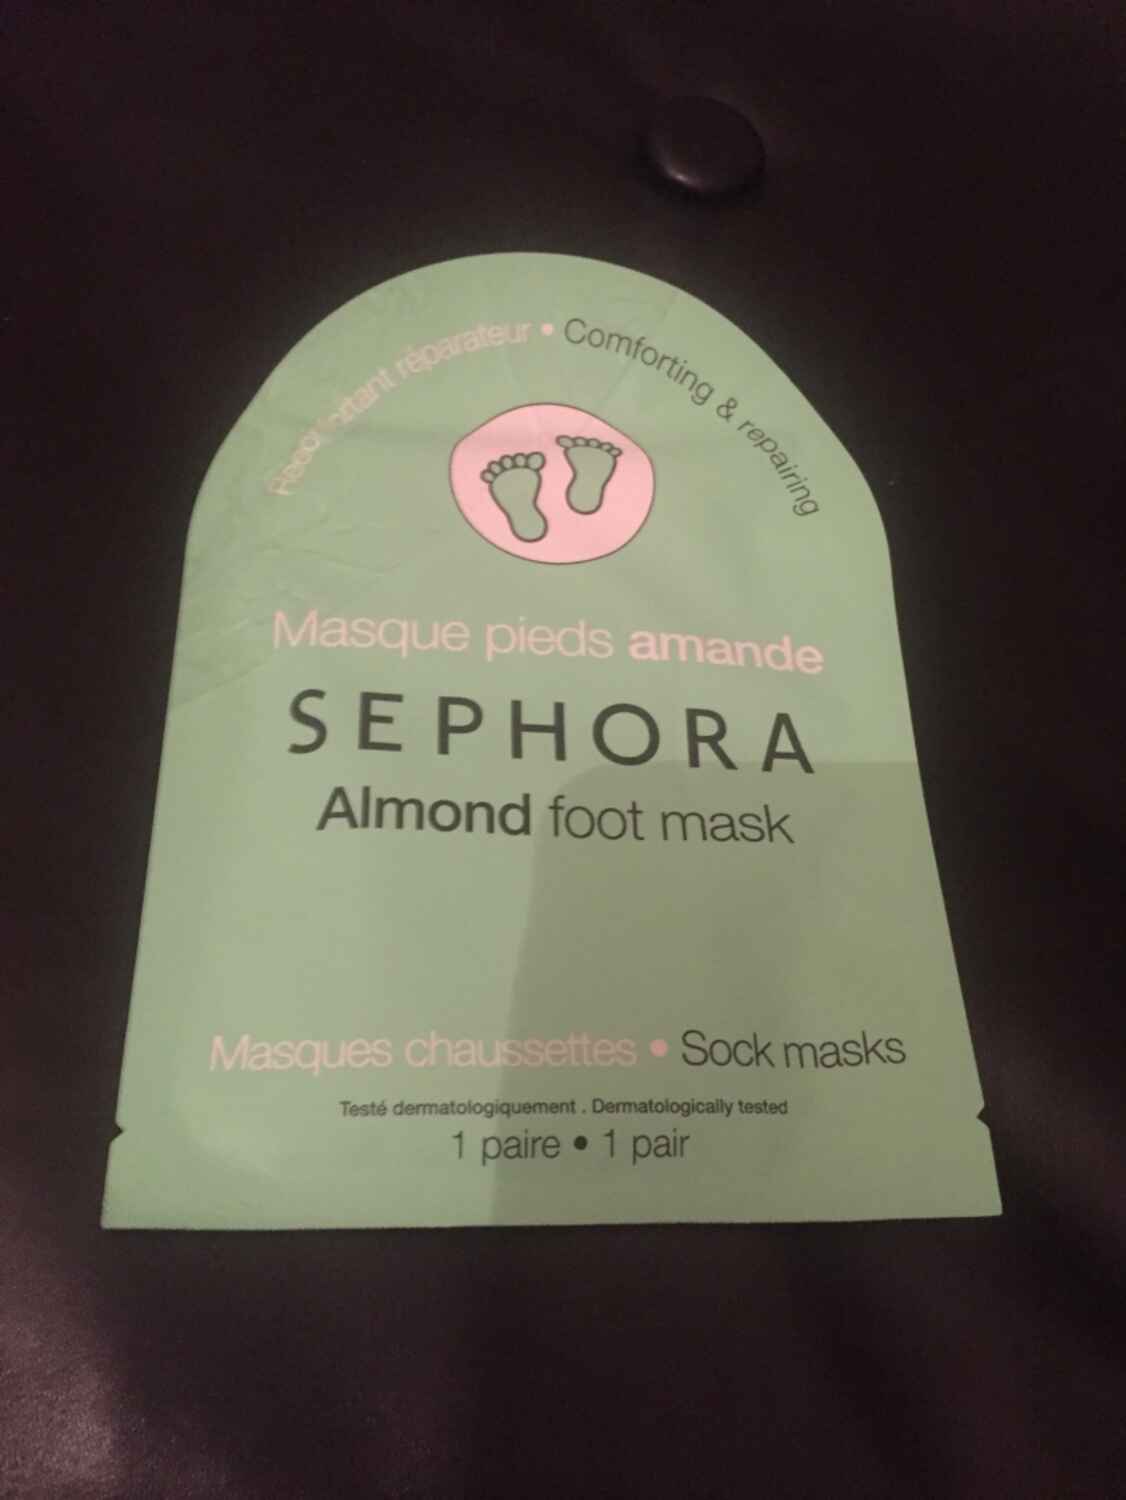 Réconfortant réparateur • Comforting & repairing
Masque pieds amande
SEPHORA
Almond foot mask
Masques chaussettes • Sock masks
Testé dermatologiquement . Dermatologically tested
1 paire • 1 pair